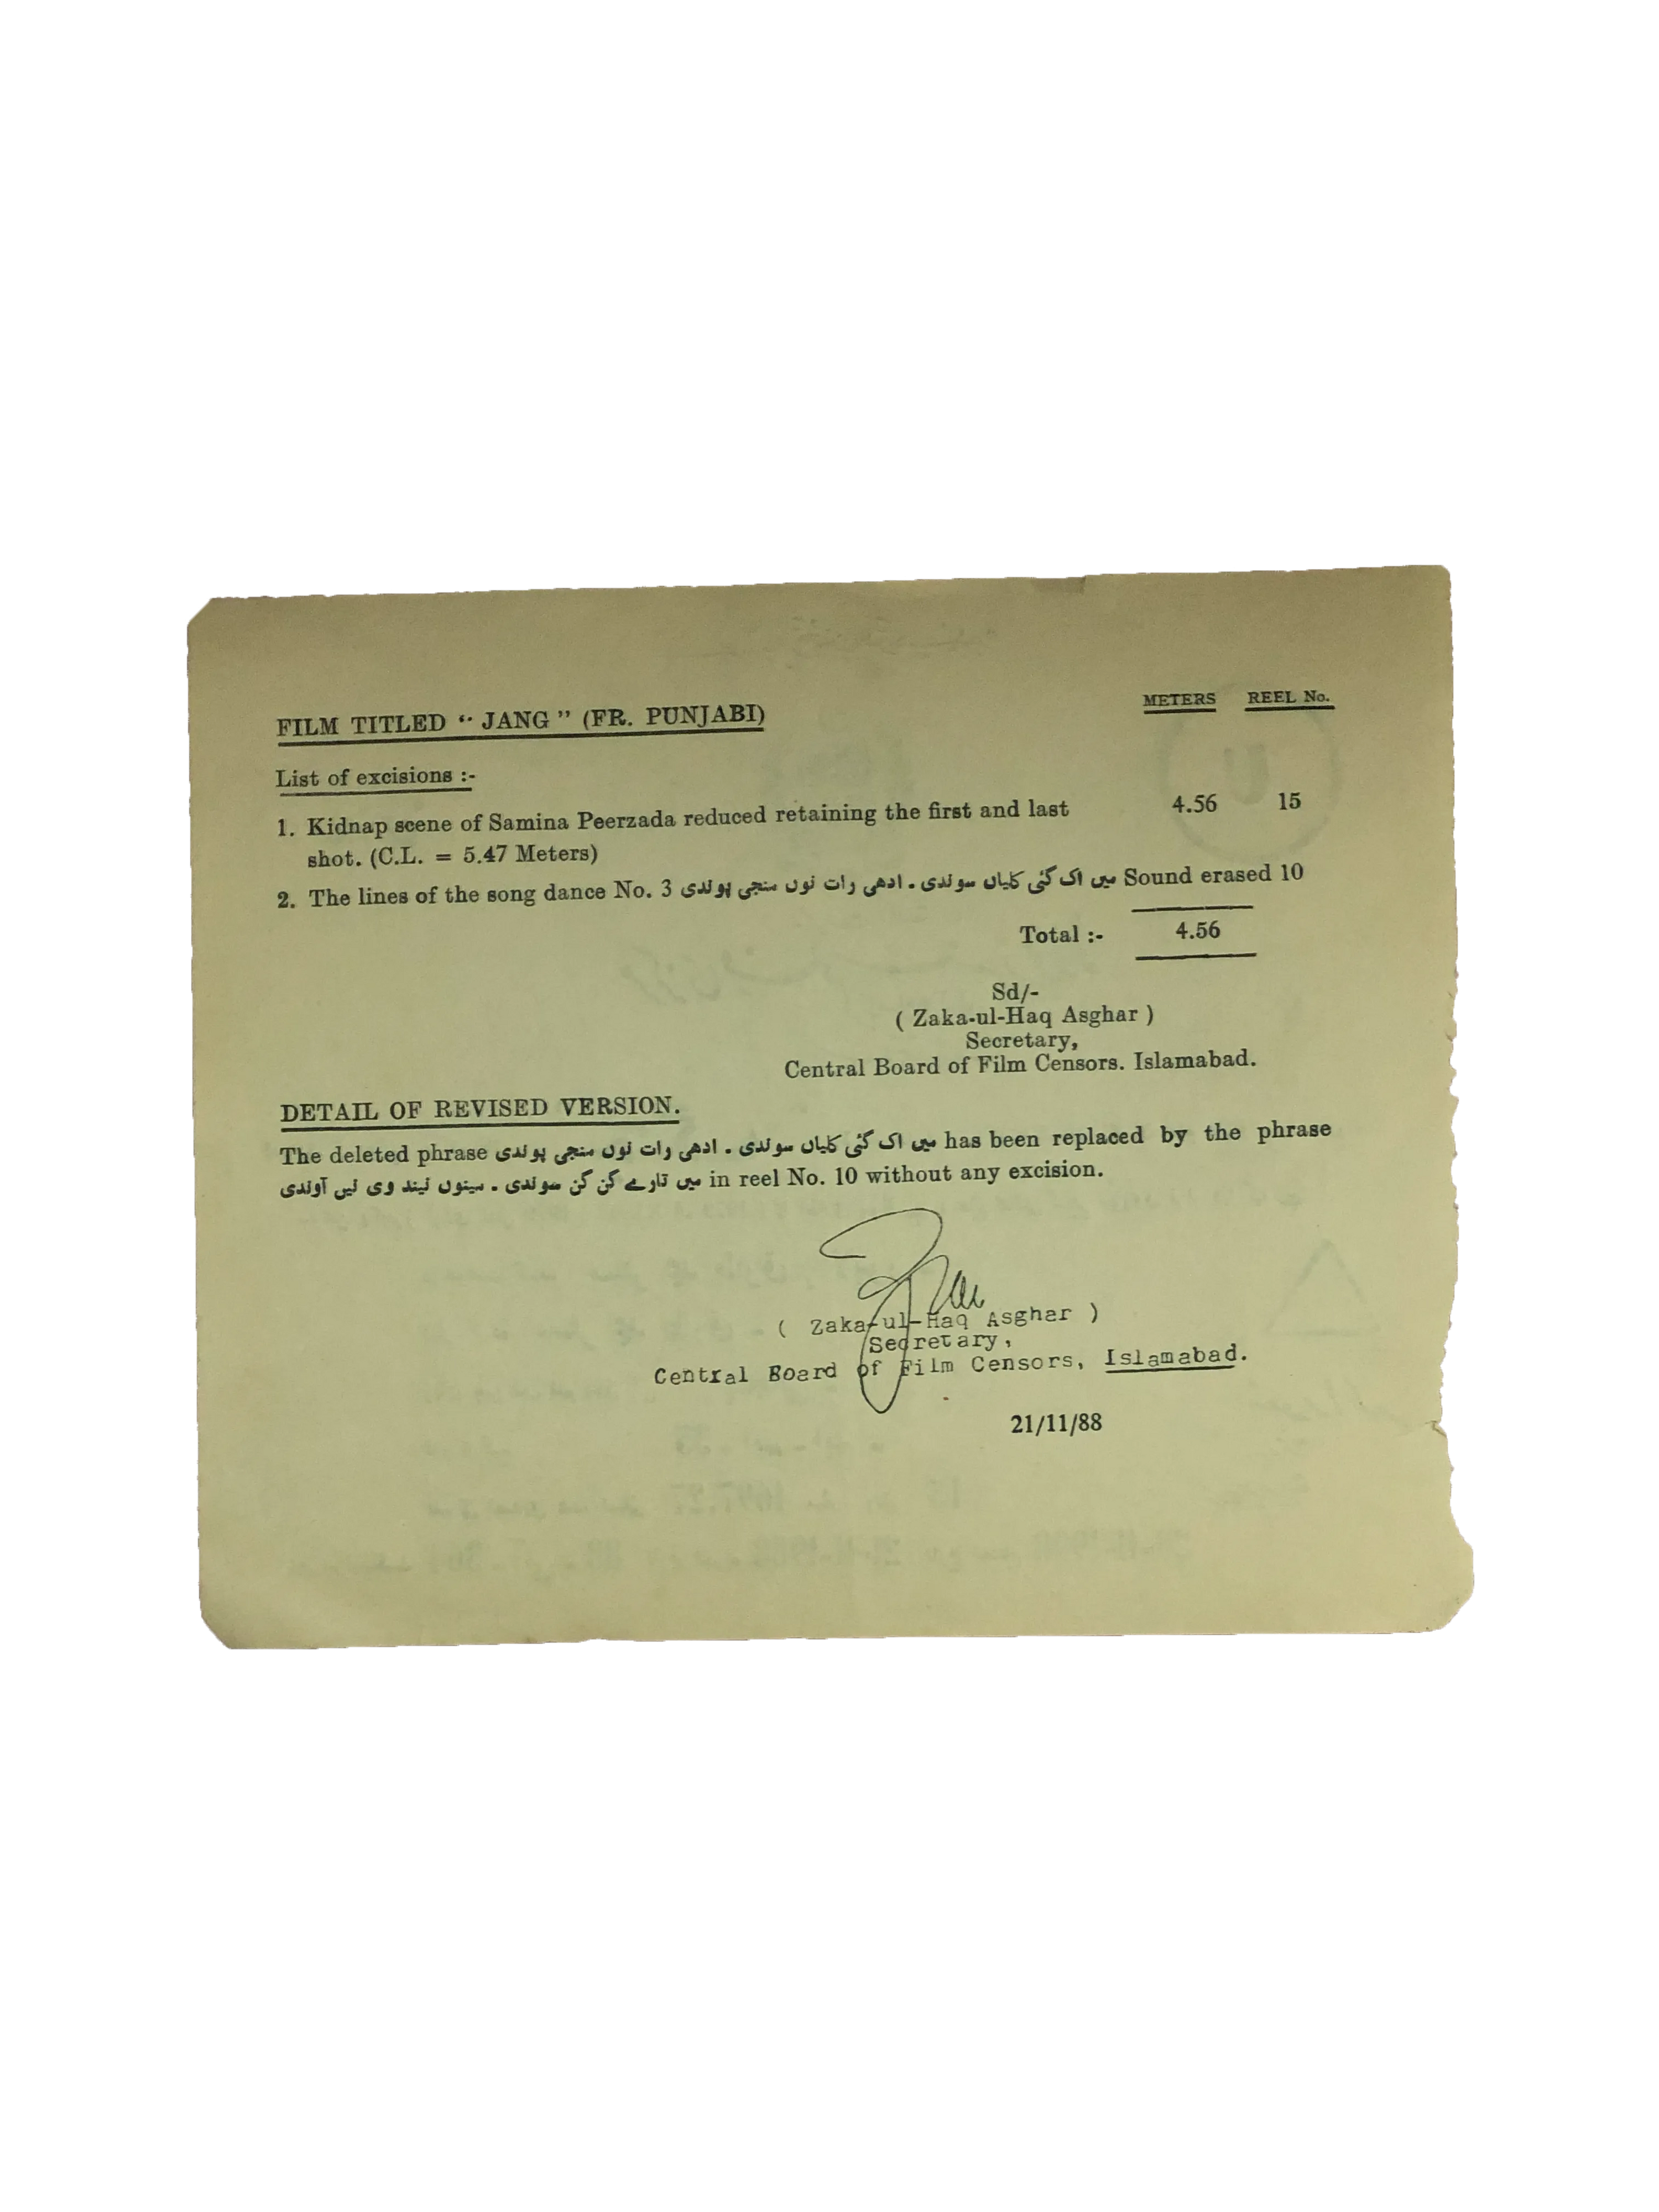 METERS REEL No.
FILM TITLED “ JANG ” (FR. PUNJABI)
List of excisions :-
1. Kidnap scene of Samina Peerzada reduced retaining the first and last 4.56 15
shot. (C.L. = 5.47 Meters)
2. The lines of the song dance No. 3 میں اک گئی کلیاں سوندی ۔ ادھی رات نوں منجی پوندی Sound erased 10
Total :- 4.56
Sd/-
( Zaka-ul-Haq Asghar )
Secretary,
Central Board of Film Censors. Islamabad.
DETAIL OF REVISED VERSION.
The deleted phrase میں اک گئی کلیاں سوندی ۔ ادھی رات نوں منجی پوندی has been replaced by the phrase
میں تارے گن گن سوندی ۔ مینوں نیند وی نیں آوندی in reel No. 10 without any excision.
( Zaka-ul-Haq Asghar )
Secretary,
Central Board of Film Censors, Islamabad.
21/11/88